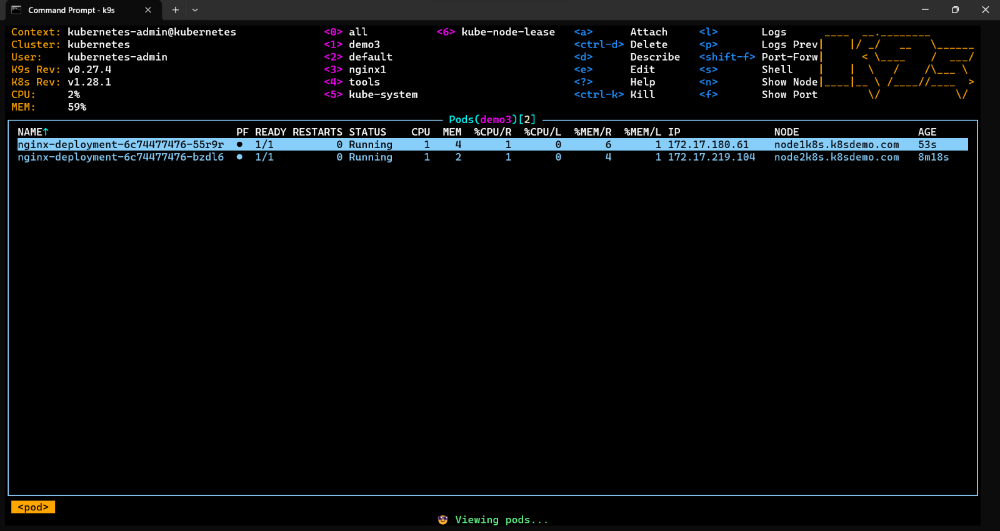 Command Prompt - k9s
Context: kubernetes-admin@kubernetes <0> all <6> kube-node-lease <a> Attach <l> Logs
Cluster: kubernetes <1> demo3 <ctrl-d> Delete <p> Logs Prev
User: kubernetes-admin <2> default <d> Describe <shift-f> Port-Forw
K9s Rev: v0.27.4 <3> nginx1 <e> Edit <s> Shell
K8s Rev: v1.28.1 <4> tools <?> Help <n> Show Node
CPU: 2% <5> kube-system <ctrl-k> Kill <f> Show Port
MEM: 59%
Pods(demo3)[2]
NAME↑ PF READY RESTARTS STATUS CPU MEM %CPU/R %CPU/L %MEM/R %MEM/L IP NODE AGE
nginx-deployment-6c74477476-55r9r ● 1/1 0 Running 1 4 1 0 6 1 172.17.180.61 node1k8s.k8sdemo.com 53s
nginx-deployment-6c74477476-bzdl6 ● 1/1 0 Running 1 2 1 0 4 1 172.17.219.104 node2k8s.k8sdemo.com 8m18s
<pod>
😎 Viewing pods...